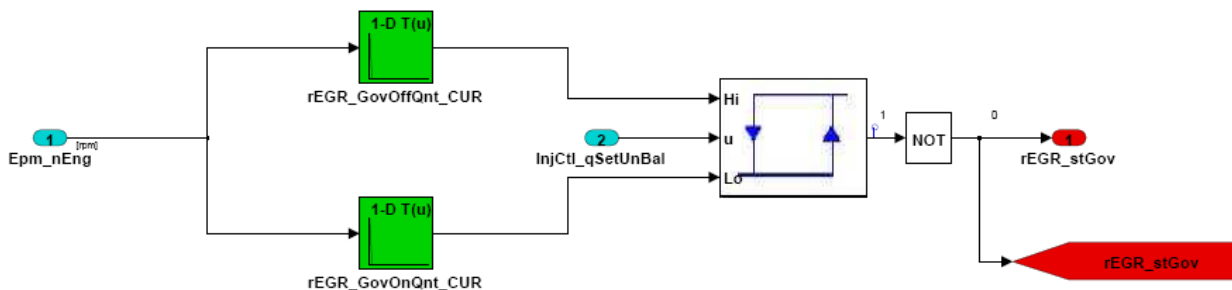 1-D T(u)
rEGR_GovOffQnt_CUR
1
[rpm]
Epm_nEng
2
InjCtl_qSetUnBal
Hi
u
Lo
1
NOT
0
1
rEGR_stGov
1-D T(u)
rEGR_GovOnQnt_CUR
rEGR_stGov